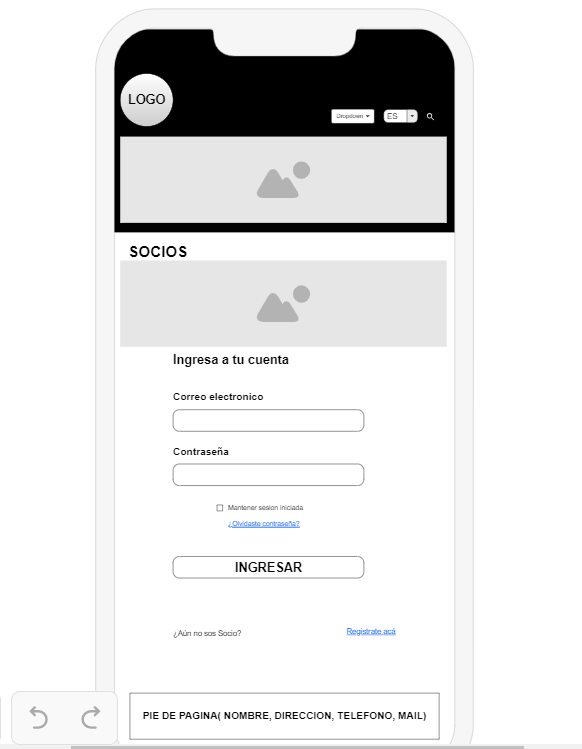 LOGO
Dropdown
ES
SOCIOS
Ingresa a tu cuenta
Correo electronico
Contraseña
Mantener sesion iniciada
¿Olvidaste contraseña?
INGRESAR
¿Aún no sos Socio?
Registrate acá
PIE DE PAGINA( NOMBRE, DIRECCION, TELEFONO, MAIL)